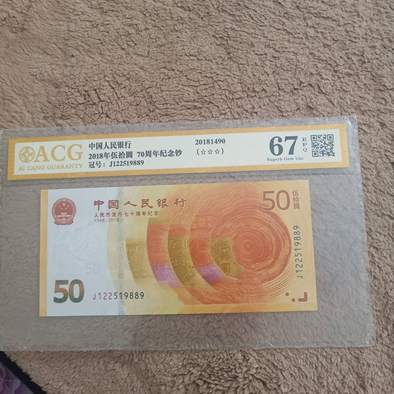 ACG
AI CANG GUARANTY
中国人民银行
2018年伍拾圆 70周年纪念钞
冠号: J122519889
20181490
(☆☆☆)
67 EPQ
Superb Gem Unc
中国人民银行
人民币发行七十周年纪念
1948-2018
50 伍拾圆
J122519889
50
J122519889